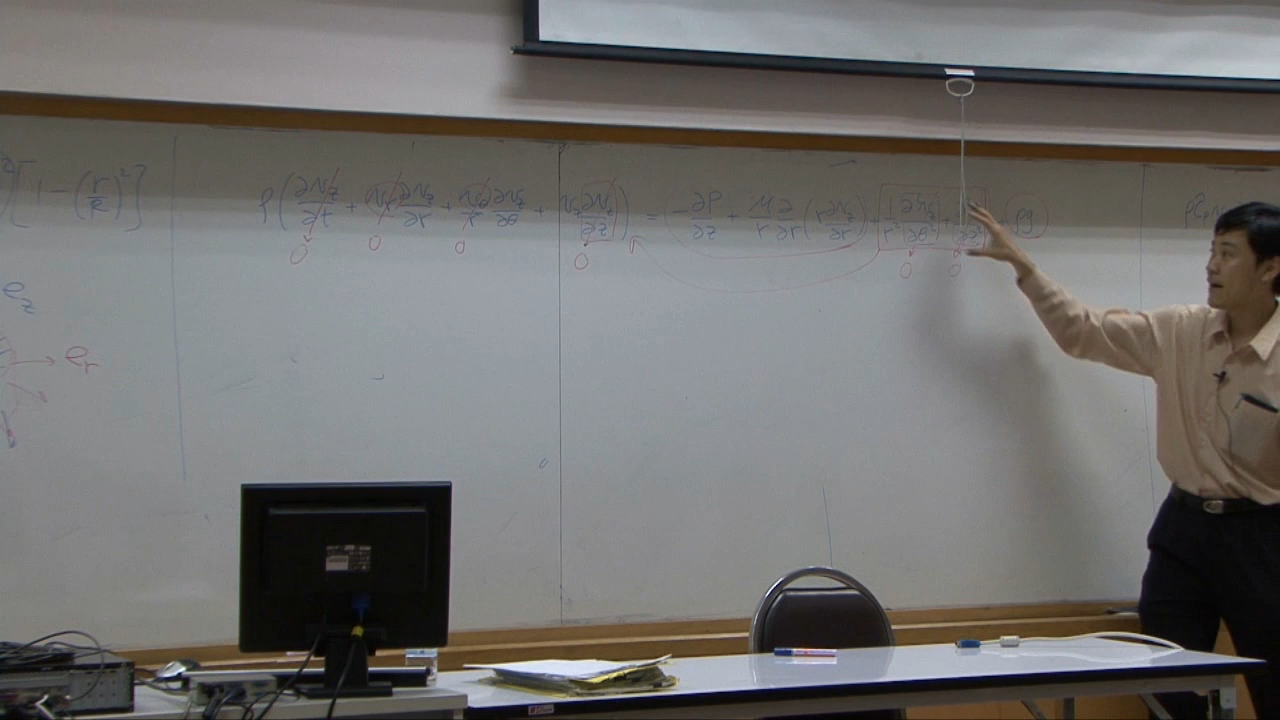 [1 − (r/R)²]
ρ(∂v_z/∂t + v_r ∂v_z/∂r + v_θ/r ∂v_z/∂θ + v_z ∂v_z/∂z) = −∂P/∂z + μ/r ∂/∂r (r ∂v_z/∂r) + 1/r² ∂²v_z/∂θ² + ρg
0 0 0 0 0 0
e_z
e_r